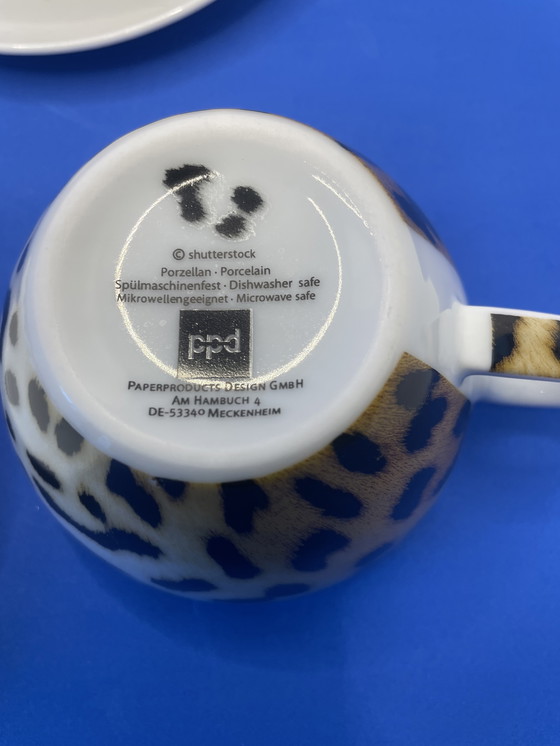 © shutterstock
Porzellan · Porcelain
Spülmaschinenfest · Dishwasher safe
Mikrowellengeeignet · Microwave safe
ppd
PAPERPRODUCTS DESIGN GMBH
AM HAMBUCH 4
DE-53340 MECKENHEIM